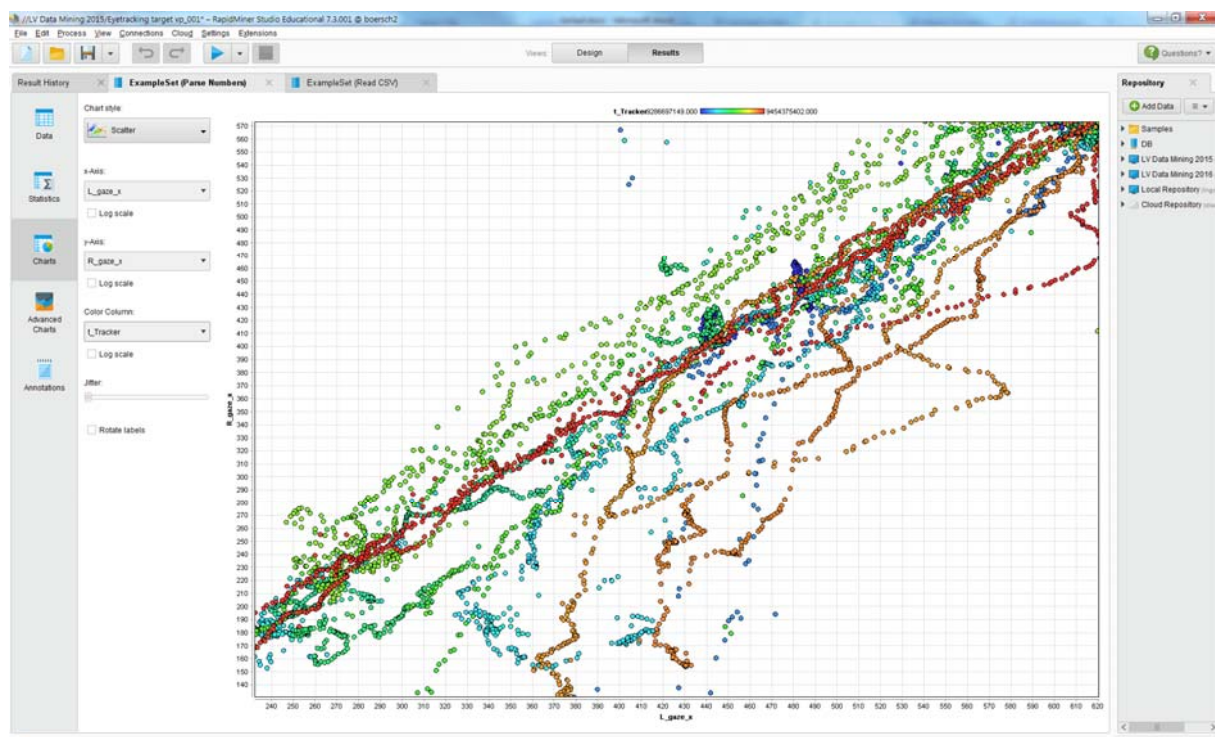 //LV Data Mining 2015/Eyetracking target vp_001* – RapidMiner Studio Educational 7.3.001 @ boersch2
File Edit Process View Connections Cloud Settings Extensions
Views: Design Results Questions?
Result History ExampleSet (Parse Numbers) ExampleSet (Read CSV) Repository
Data
Statistics
Charts
Advanced
Charts
Annotations
Chart style:
Scatter
x-Axis:
L_gaze_x
Log scale
y-Axis:
R_gaze_x
Log scale
Color Column:
t_Tracker
Log scale
Jitter:
Rotate labels
t_Tracker 9286697149.000 9454375402.000
570
560
550
540
530
520
510
500
490
480
470
460
450
440
430
420
410
400
390
380
370
360
350
340
330
320
310
300
290
280
270
260
250
240
230
220
210
200
190
180
170
160
150
140
R_gaze_x
240 250 260 270 280 290 300 310 320 330 340 350 360 370 380 390 400 410 420 430 440 450 460 470 480 490 500 510 520 530 540 550 560 570 580 590 600 610 620
L_gaze_x
Add Data
Samples
DB
LV Data Mining 2015
LV Data Mining 2016
Local Repository
Cloud Repository